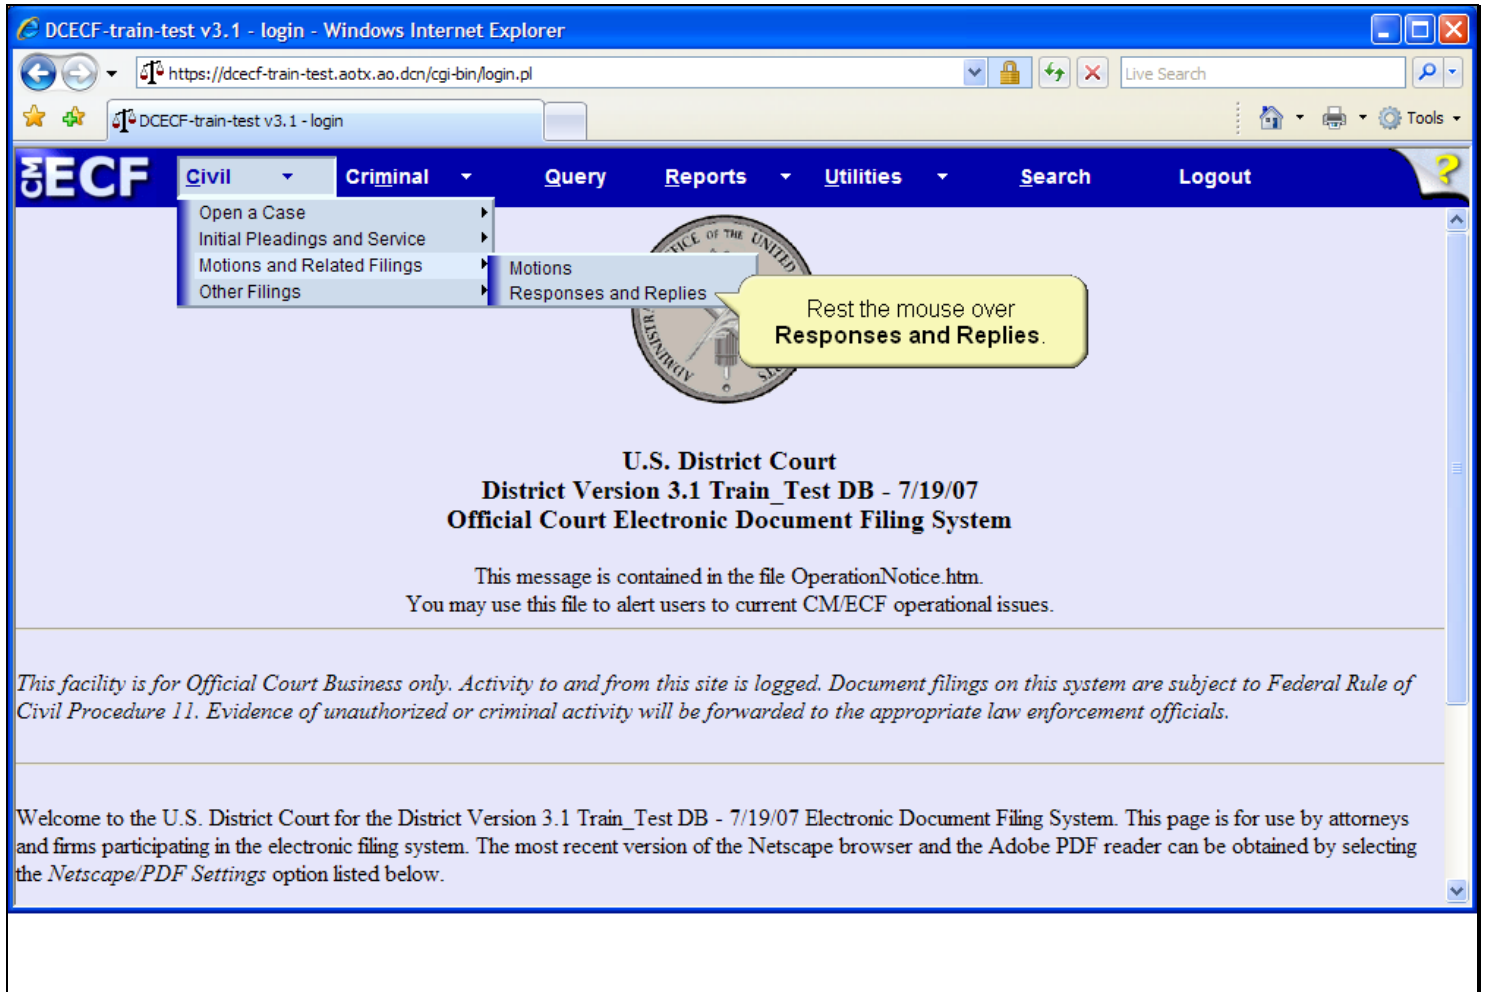 DCECF-train-test v3.1 - login - Windows Internet Explorer
https://dcecf-train-test.aotx.ao.dcn/cgi-bin/login.pl
Live Search
DCECF-train-test v3.1 - login
Tools
CM ECF Civil Criminal Query Reports Utilities Search Logout ?
Open a Case
Initial Pleadings and Service
Motions and Related Filings
Other Filings
Motions
Responses and Replies
Rest the mouse over
Responses and Replies.
OF THE
U.S. District Court
District Version 3.1 Train_Test DB - 7/19/07
Official Court Electronic Document Filing System
This message is contained in the file OperationNotice.htm.
You may use this file to alert users to current CM/ECF operational issues.
This facility is for Official Court Business only. Activity to and from this site is logged. Document filings on this system are subject to Federal Rule of
Civil Procedure 11. Evidence of unauthorized or criminal activity will be forwarded to the appropriate law enforcement officials.
Welcome to the U.S. District Court for the District Version 3.1 Train_Test DB - 7/19/07 Electronic Document Filing System. This page is for use by attorneys
and firms participating in the electronic filing system. The most recent version of the Netscape browser and the Adobe PDF reader can be obtained by selecting
the Netscape/PDF Settings option listed below.